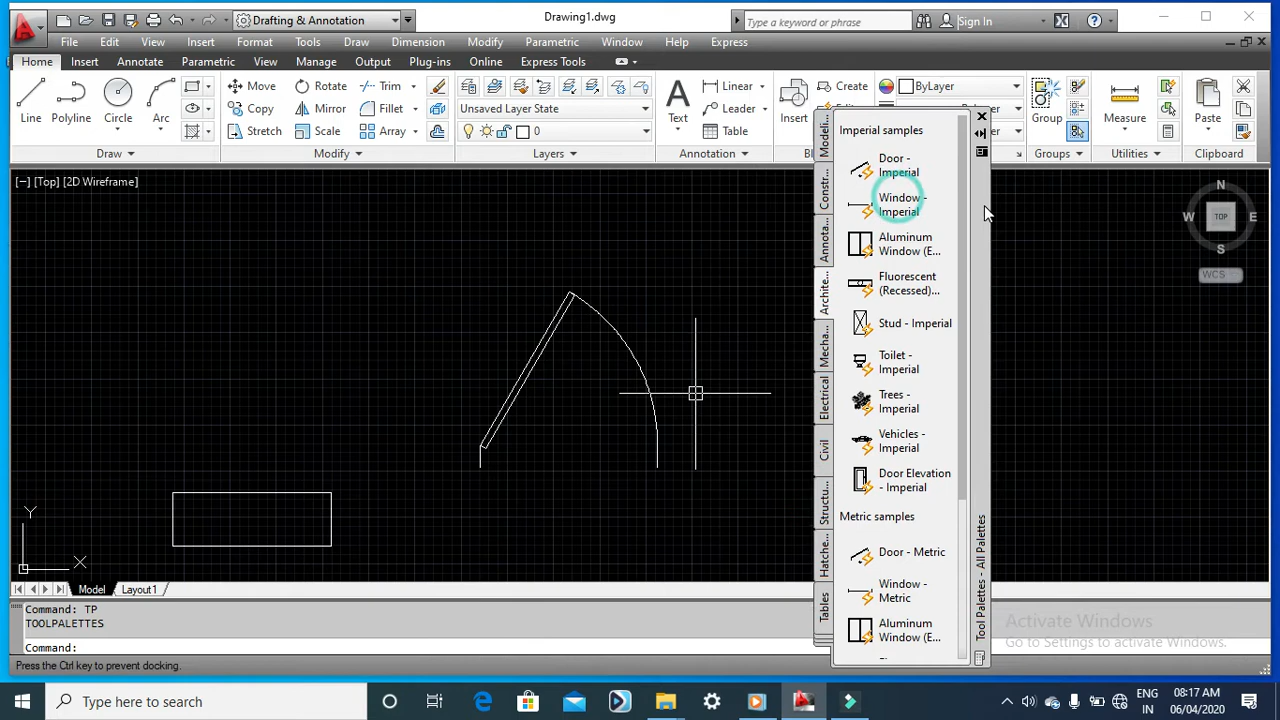 Drafting & Annotation
Drawing1.dwg
Type a keyword or phrase
Sign In
File Edit View Insert Format Tools Draw Dimension Modify Parametric Window Help Express
Home Insert Annotate Parametric View Manage Output Plug-ins Online Express Tools
Move Rotate Trim
Linear
Create
ByLayer
Line Polyline Circle Arc
Copy Mirror Fillet
Unsaved Layer State
Text
Leader
Insert
Group
Measure
Paste
Stretch Scale Array
0
Table
Draw
Modify
Layers
Annotation
Groups
Utilities
Clipboard
[−] [Top] [2D Wireframe]
Modeli...
Constr...
Annota...
Archite...
Mecha...
Electrical
Civil
Structu...
Hatche...
Tables
Imperial samples
Door -
Imperial
Window -
Imperial
Aluminum
Window (E...
Fluorescent
(Recessed)...
Stud - Imperial
Toilet -
Imperial
Trees -
Imperial
Vehicles -
Imperial
Door Elevation
- Imperial
Metric samples
Door - Metric
Window -
Metric
Aluminum
Window (E...
Tool Palettes - All Palettes
N
W TOP E
S
WCS
Y
X
Model Layout1
Command: TP
TOOLPALETTES
Command:
Press the Ctrl key to prevent docking.
Activate Windows
Go to Settings to activate Windows.
Type here to search
ENG
IN
08:17 AM
06/04/2020